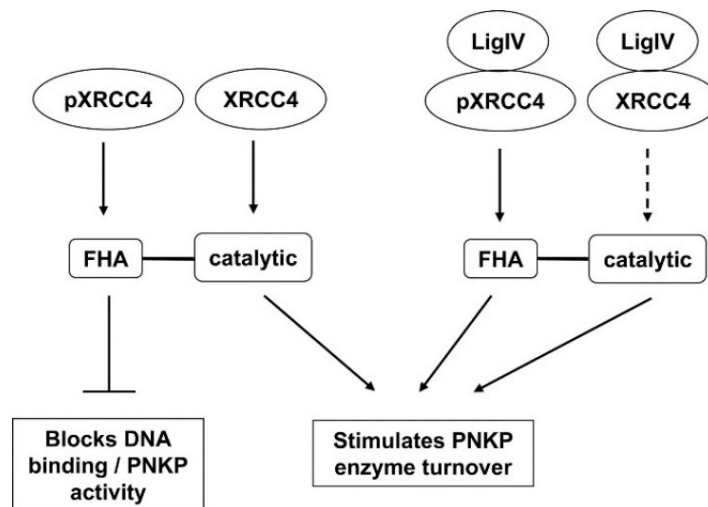 LigIV LigIV
pXRCC4 XRCC4 pXRCC4 XRCC4
FHA catalytic FHA catalytic
Blocks DNA
binding / PNKP
activity
Stimulates PNKP
enzyme turnover